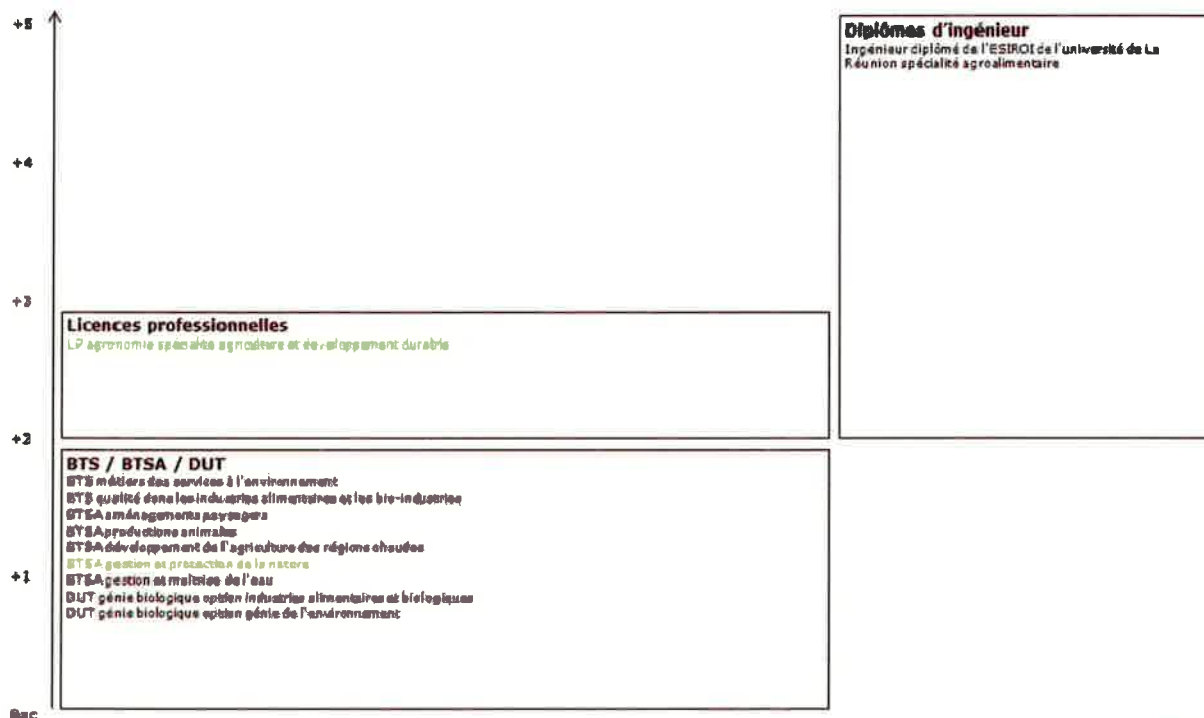 +5
Diplômes d'ingénieur
Ingénieur diplômé de l'ESIROI de l'université de La
Réunion spécialité agroalimentaire
+4
+3
Licences professionnelles
LP agronomie spécialité agriculture et développement durable
+2
BTS / BTSA / DUT
BTS métiers des services à l'environnement
BTS qualité dans les industries alimentaires et les bio-industries
BTSA aménagements paysagers
BTSA productions animales
BTSA développement de l'agriculture des régions chaudes
BTSA gestion et protection de la nature
+1
BTSA gestion et maîtrise de l'eau
DUT génie biologique option industries alimentaires et biologiques
DUT génie biologique option génie de l'environnement
Bac